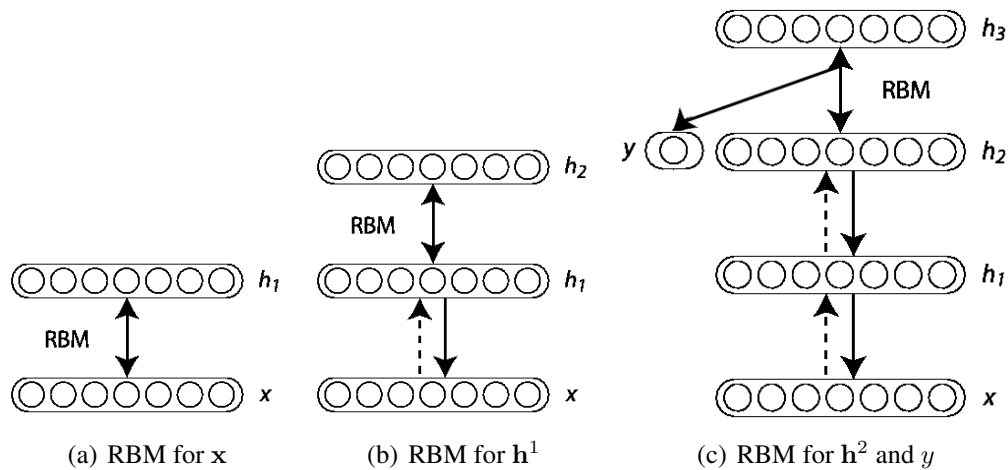 h₁
RBM
x
(a) RBM for x
h₂
RBM
h₁
x
(b) RBM for h¹
h₃
RBM
y
h₂
h₁
x
(c) RBM for h² and y